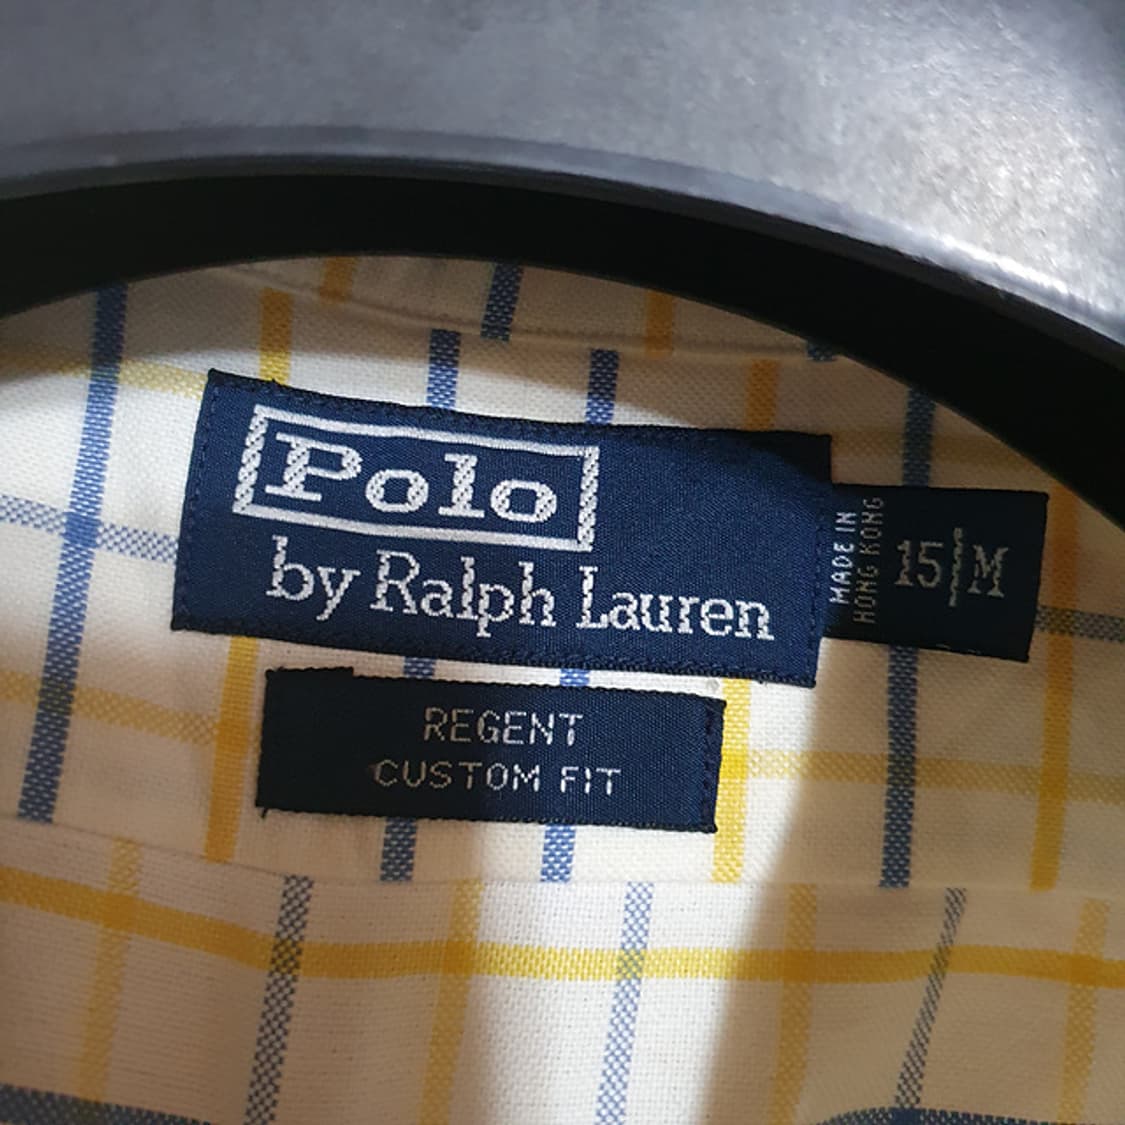 Polo
by Ralph Lauren
MADE IN
HONG KONG
15 | M
REGENT
CUSTOM FIT